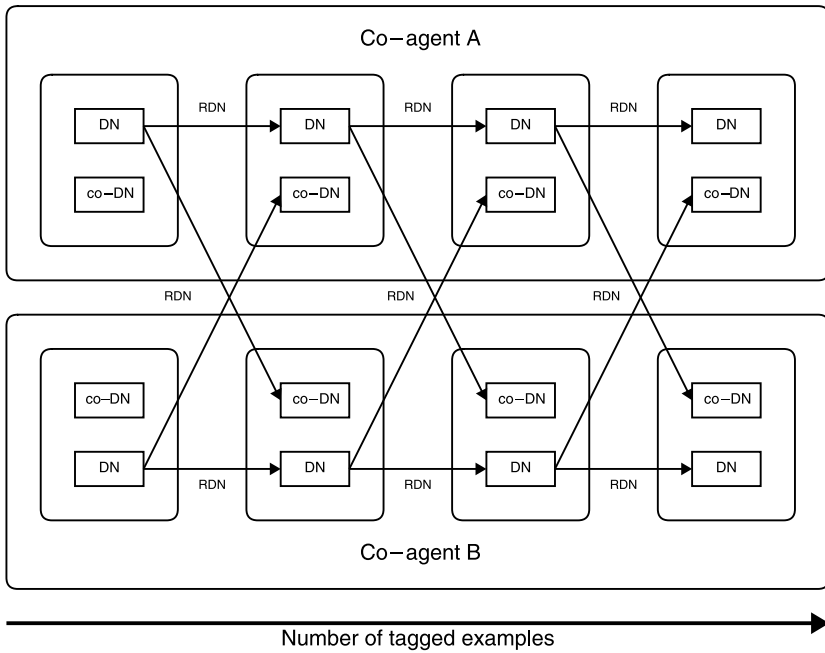 Co-agent A
RDN RDN RDN
DN DN DN DN
co-DN co-DN co-DN co-DN
RDN RDN RDN
co-DN co-DN co-DN co-DN
DN DN DN DN
RDN RDN RDN
Co-agent B
Number of tagged examples